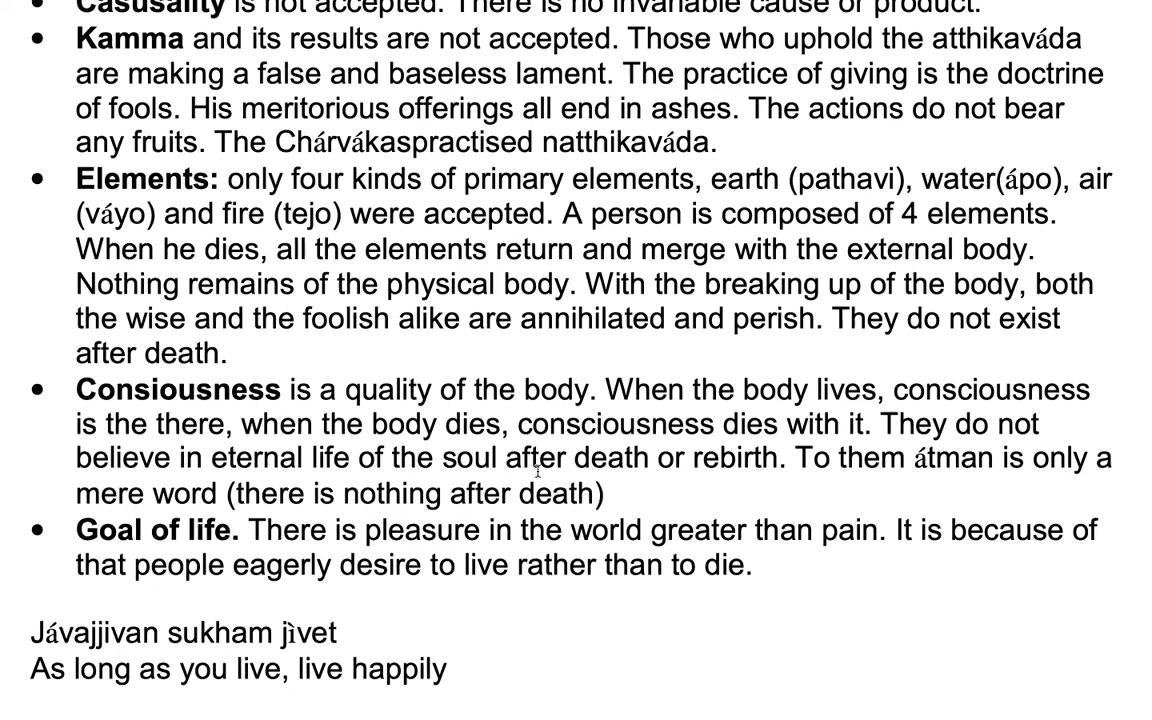 • Casusality is not accepted. There is no invariable cause or product.
• Kamma and its results are not accepted. Those who uphold the atthikaváda
are making a false and baseless lament. The practice of giving is the doctrine
of fools. His meritorious offerings all end in ashes. The actions do not bear
any fruits. The Chárvákaspractised natthikaváda.
• Elements: only four kinds of primary elements, earth (pathavi), water(ápo), air
(váyo) and fire (tejo) were accepted. A person is composed of 4 elements.
When he dies, all the elements return and merge with the external body.
Nothing remains of the physical body. With the breaking up of the body, both
the wise and the foolish alike are annihilated and perish. They do not exist
after death.
• Consiousness is a quality of the body. When the body lives, consciousness
is the there, when the body dies, consciousness dies with it. They do not
believe in eternal life of the soul after death or rebirth. To them átman is only a
mere word (there is nothing after death)
• Goal of life. There is pleasure in the world greater than pain. It is because of
that people eagerly desire to live rather than to die.
Jávajjivan sukham jìvet
As long as you live, live happily